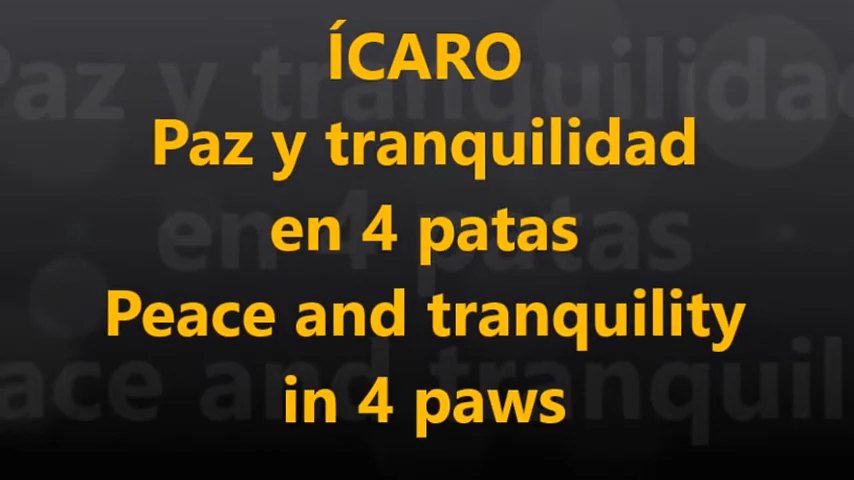 ÍCARO
Paz y tranquilidad
en 4 patas
Peace and tranquility
in 4 paws